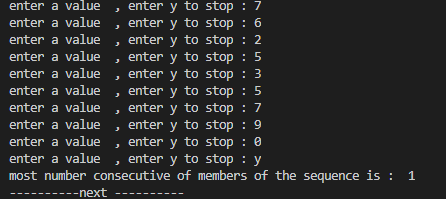 enter a value  , enter y to stop : 7
enter a value  , enter y to stop : 6
enter a value  , enter y to stop : 2
enter a value  , enter y to stop : 5
enter a value  , enter y to stop : 3
enter a value  , enter y to stop : 5
enter a value  , enter y to stop : 7
enter a value  , enter y to stop : 9
enter a value  , enter y to stop : 0
enter a value  , enter y to stop : y
most number consecutive of members of the sequence is :  1
----------next ----------